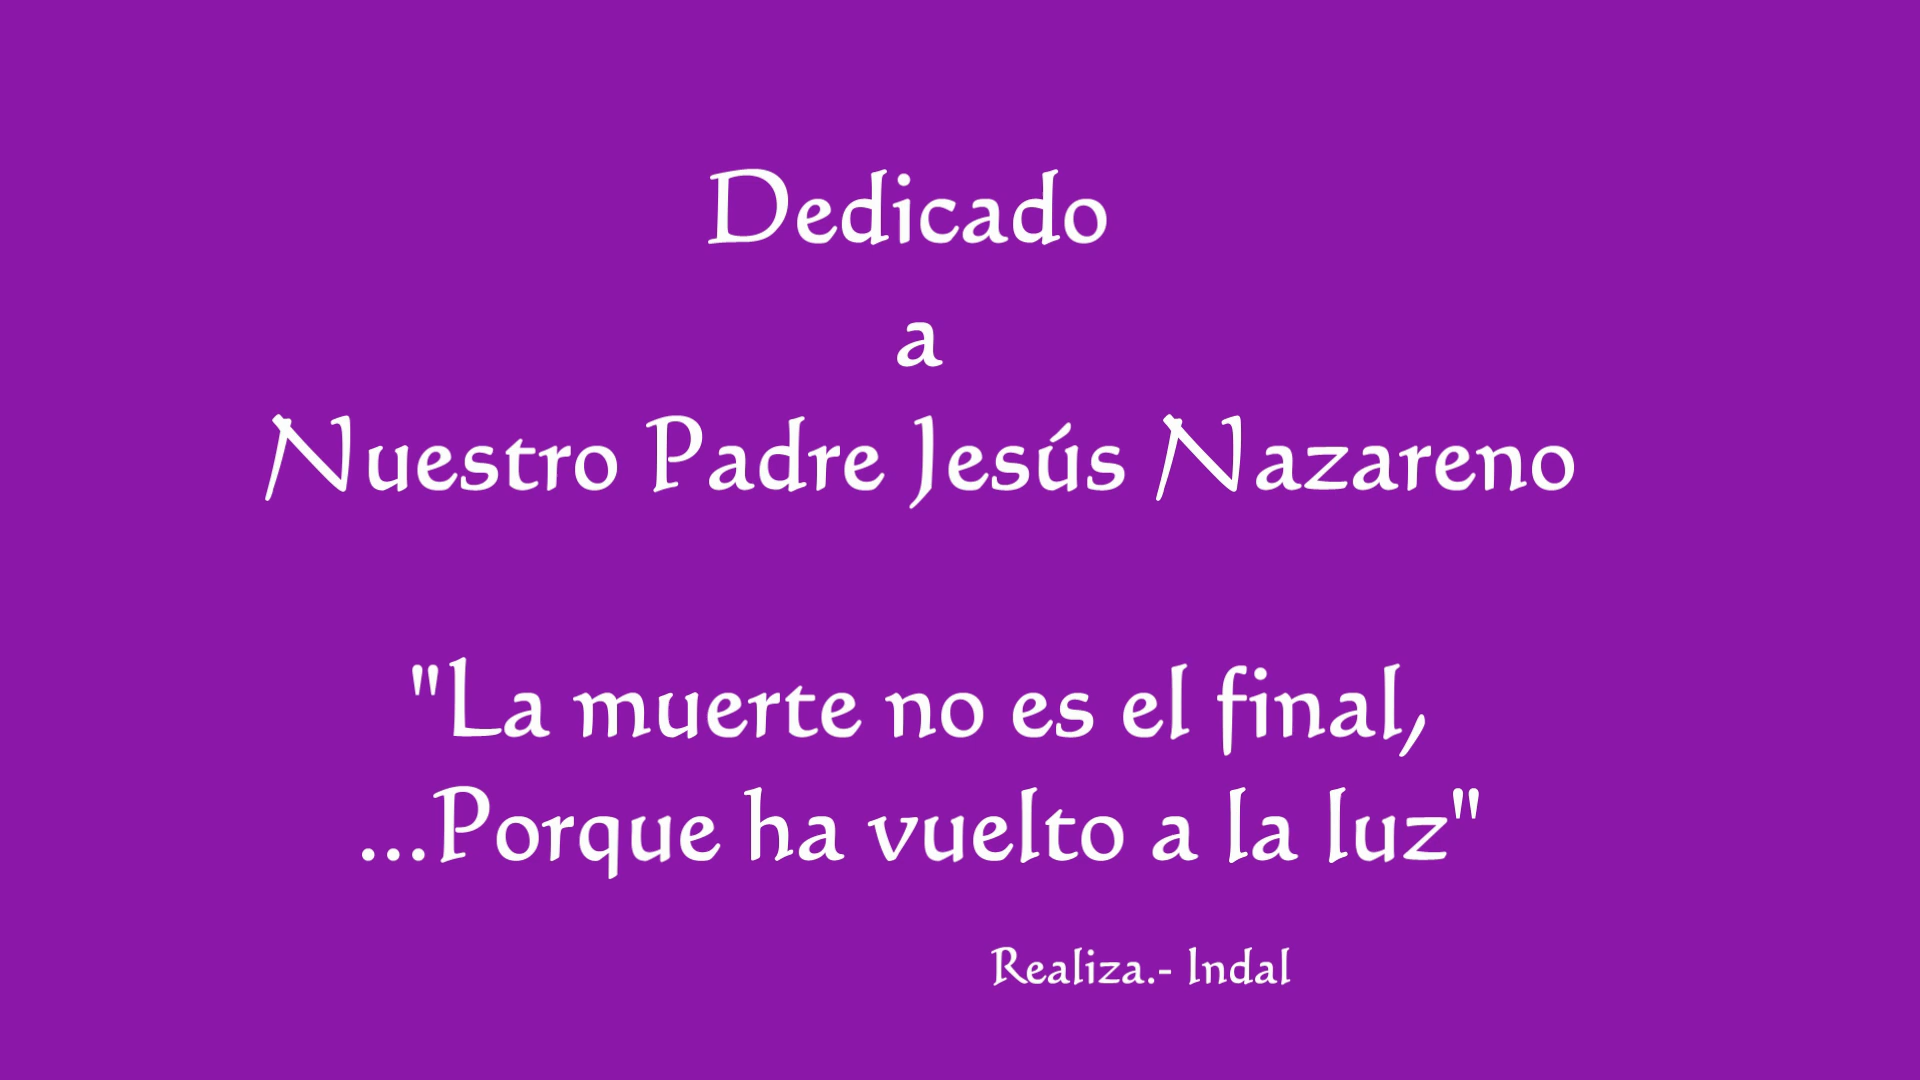 Dedicado
a
Nuestro Padre Jesús Nazareno
"La muerte no es el final,
...Porque ha vuelto a la luz"
Realiza.- Indal